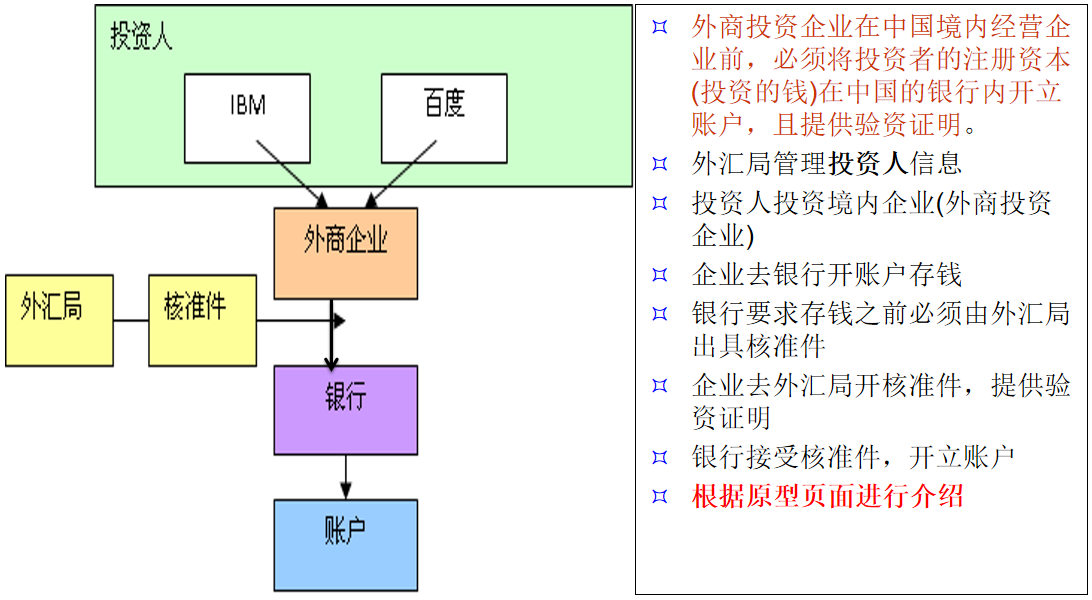 投资人
IBM
百度
外商企业
外汇局
核准件
银行
账户
外商投资企业在中国境内经营企
业前，必须将投资者的注册资本
(投资的钱)在中国的银行内开立
账户，且提供验资证明。
外汇局管理投资人信息
投资人投资境内企业(外商投资
企业)
企业去银行开账户存钱
银行要求存钱之前必须由外汇局
出具核准件
企业去外汇局开核准件，提供验
资证明
银行接受核准件，开立账户
根据原型页面进行介绍